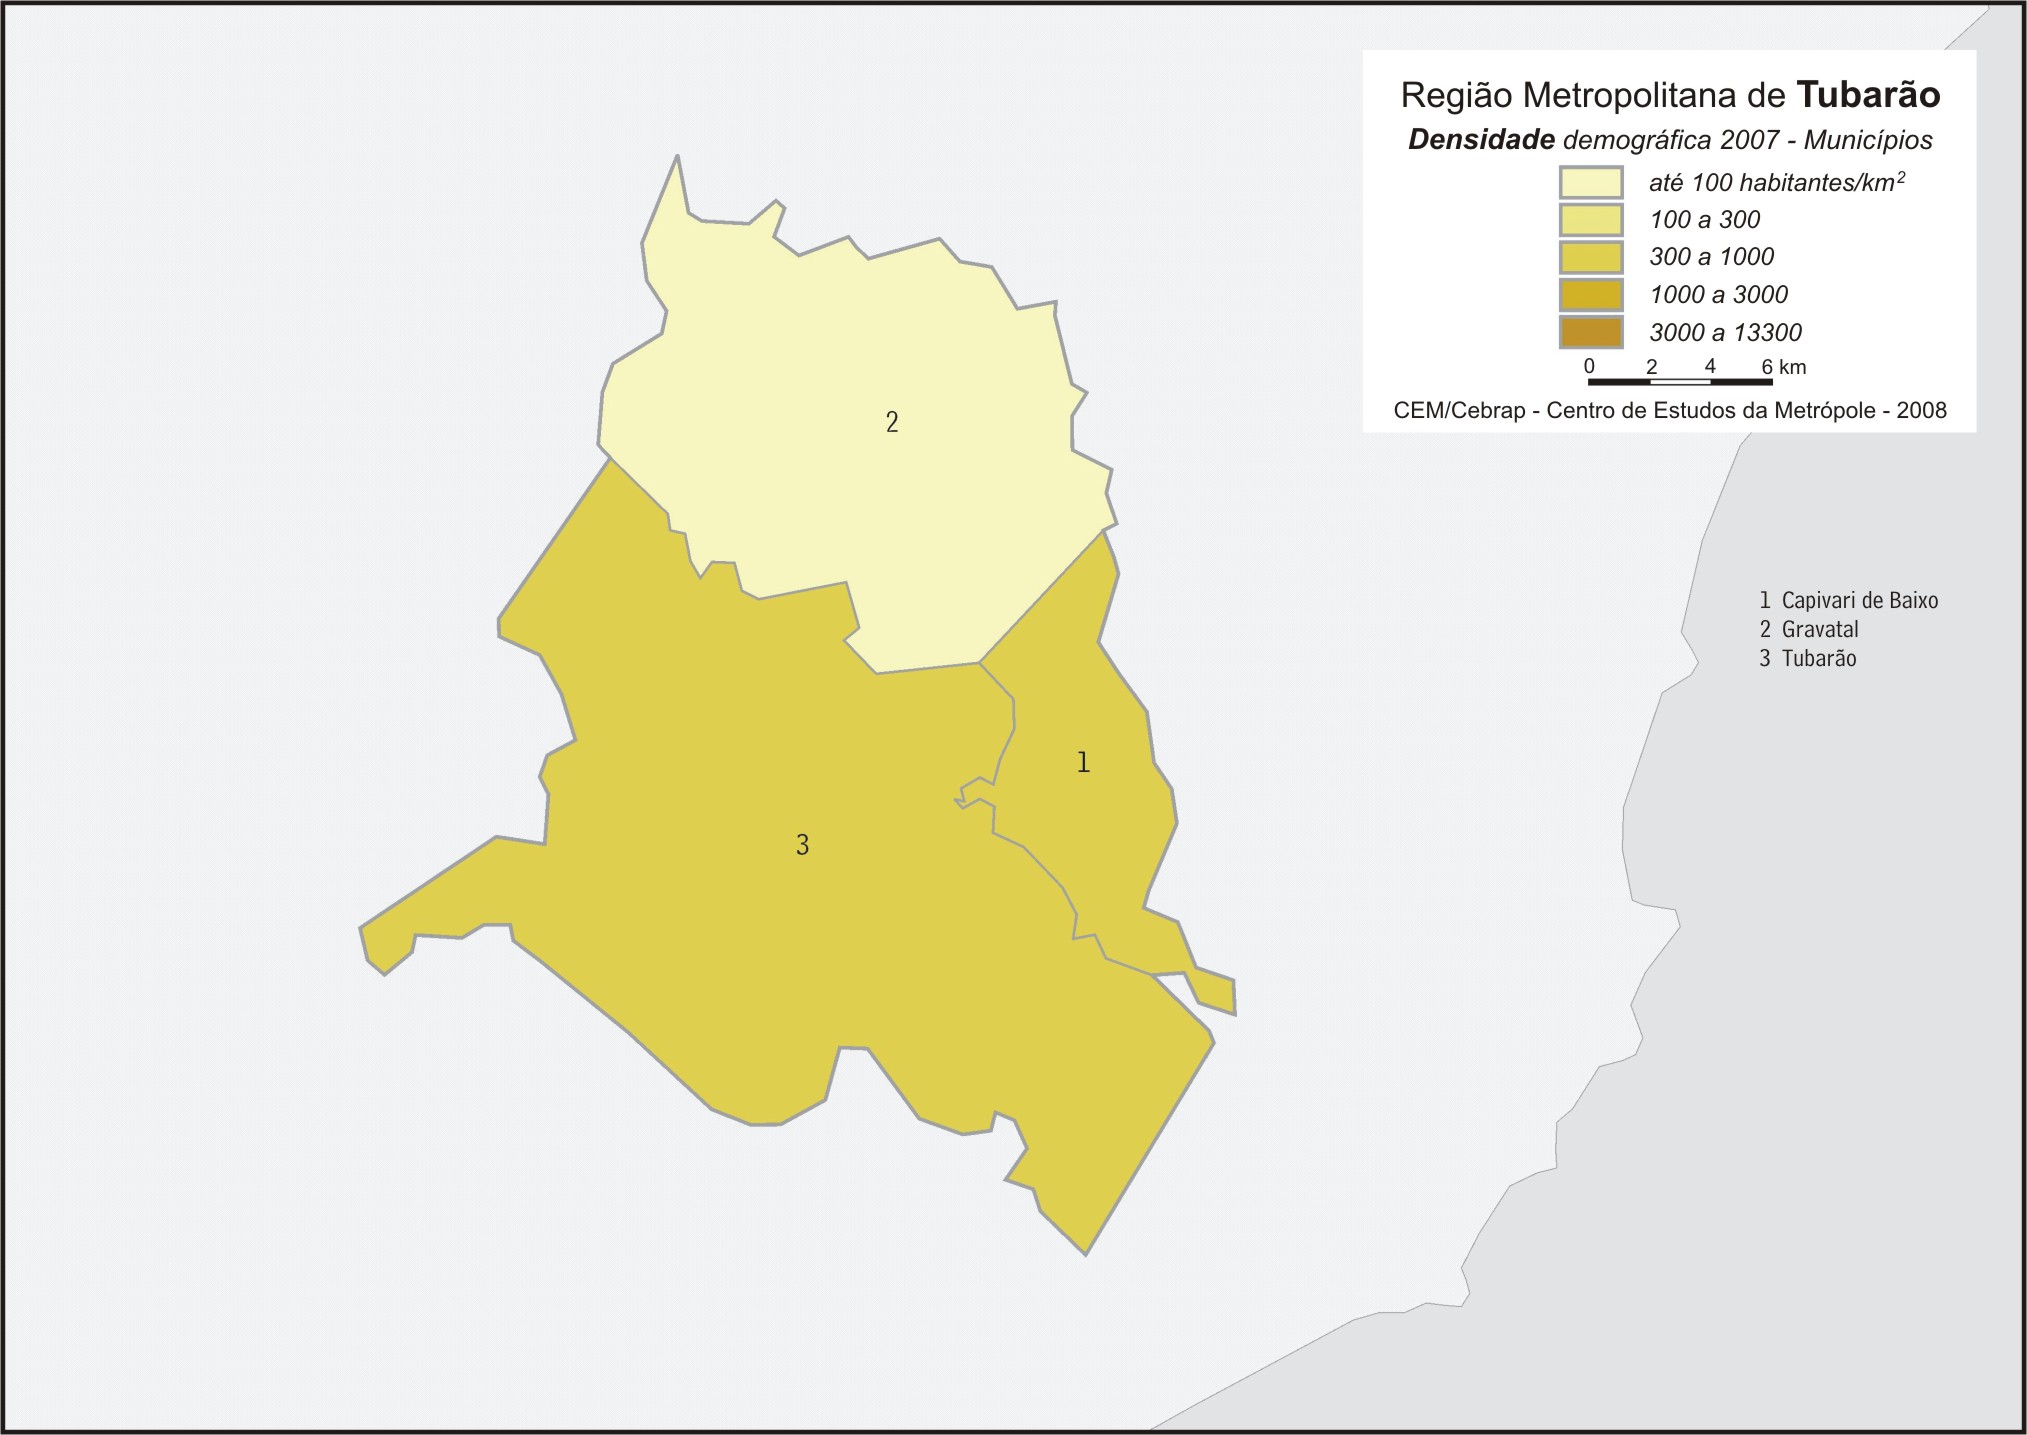 Região Metropolitana de Tubarão
Densidade demográfica 2007 - Municípios
até 100 habitantes/km²
100 a 300
300 a 1000
1000 a 3000
3000 a 13300
0 2 4 6 km
CEM/Cebrap - Centro de Estudos da Metrópole - 2008
2
1 Capivari de Baixo
2 Gravatal
3 Tubarão
1
3